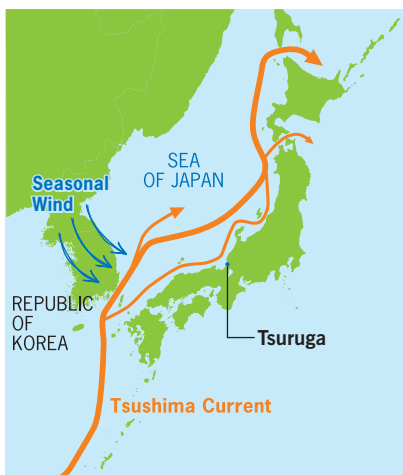 SEA
OF JAPAN
Seasonal
Wind
REPUBLIC
OF
KOREA
Tsuruga
Tsushima Current